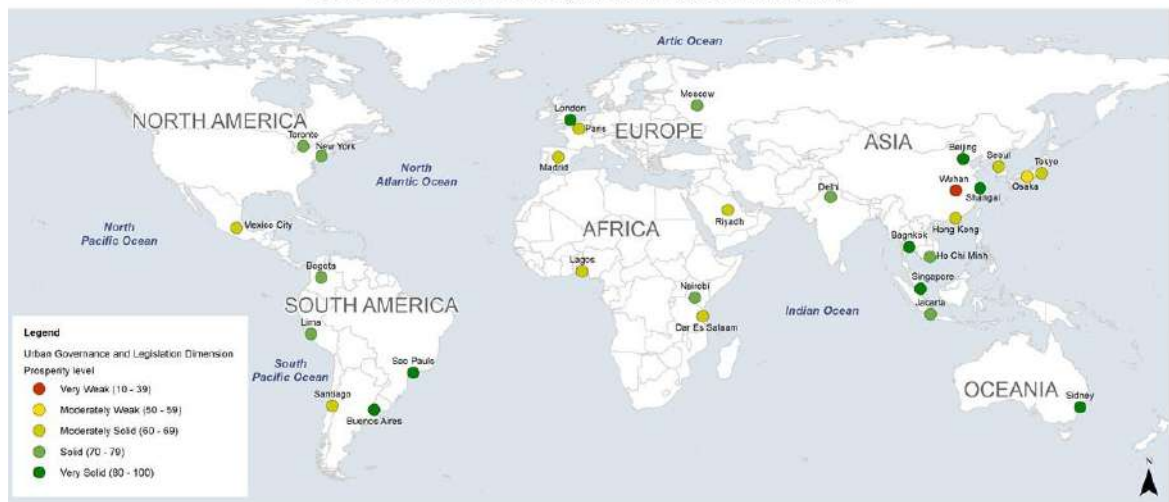 Artic Ocean
Moscow
London
NORTH AMERICA
Paris
EUROPE
ASIA
Toronto
New York
Beijing
Seoul
Tokyo
North
Atlantic Ocean
Madrid
Wuhan
Osaka
Delhi
Shangai
North
Pacific Ocean
Mexico City
AFRICA
Riyadh
Hong Kong
Bagnkok
Ho Chi Minh
Bogota
Lagos
Singapore
SOUTH AMERICA
Nairobi
Indian Ocean
Jacarta
Lima
Dar Es Salaam
Sao Paulo
South
Pacific Ocean
OCEANIA
Santiago
Buenos Aires
Sidney
N
Legend
Urban Governance and Legislation Dimension
Prosperity level
Very Weak (10 - 39)
Moderately Weak (50 - 59)
Moderately Solid (60 - 69)
Solid (70 - 79)
Very Solid (80 - 100)